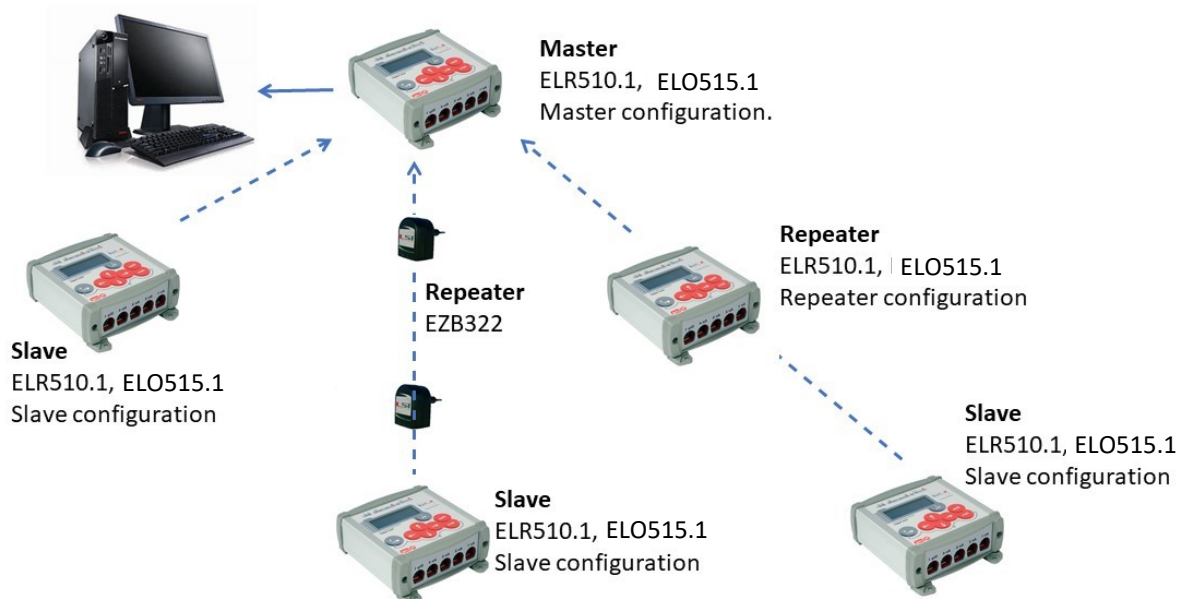 Master
ELR510.1, ELO515.1
Master configuration.
Repeater
ELR510.1, ELO515.1
Repeater configuration
Repeater
EZB322
Slave
ELR510.1, ELO515.1
Slave configuration
Slave
ELR510.1, ELO515.1
Slave configuration
Slave
ELR510.1, ELO515.1
Slave configuration